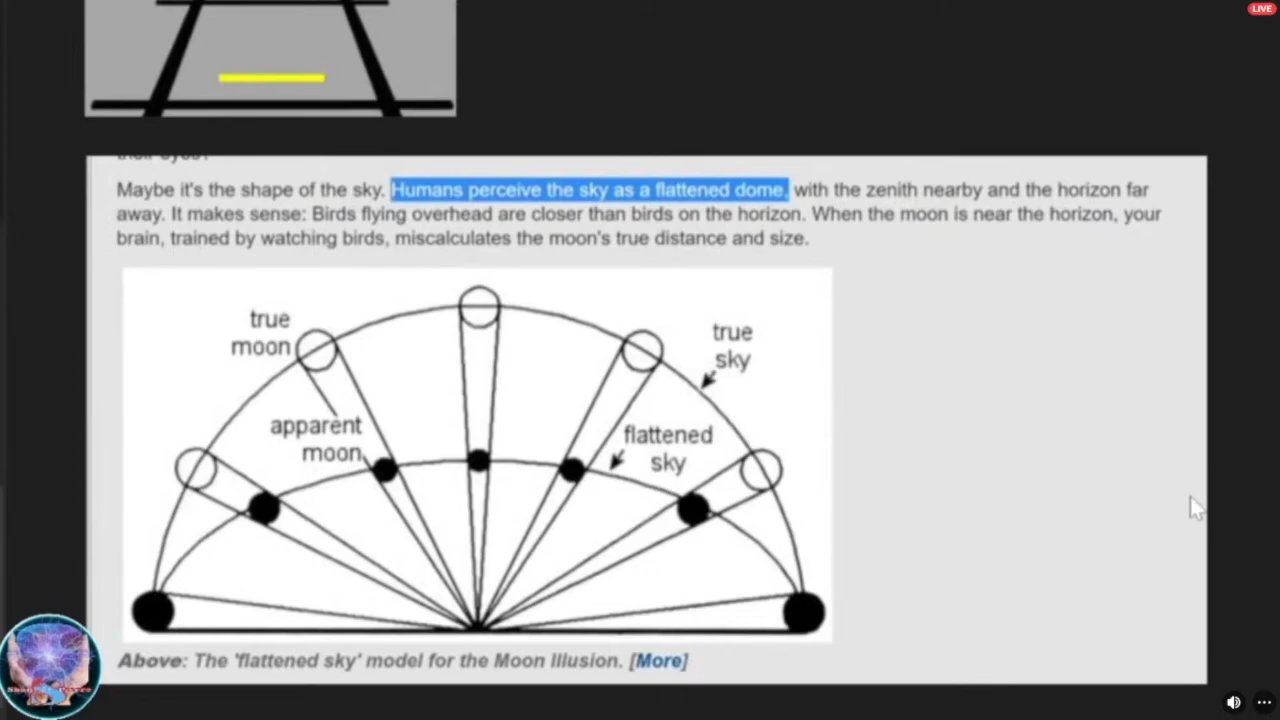 LIVE
their eyes?
Maybe it's the shape of the sky. Humans perceive the sky as a flattened dome, with the zenith nearby and the horizon far
away. It makes sense: Birds flying overhead are closer than birds on the horizon. When the moon is near the horizon, your
brain, trained by watching birds, miscalculates the moon's true distance and size.
true
moon
true
sky
apparent
moon
flattened
sky
Above: The 'flattened sky' model for the Moon Illusion. [More]